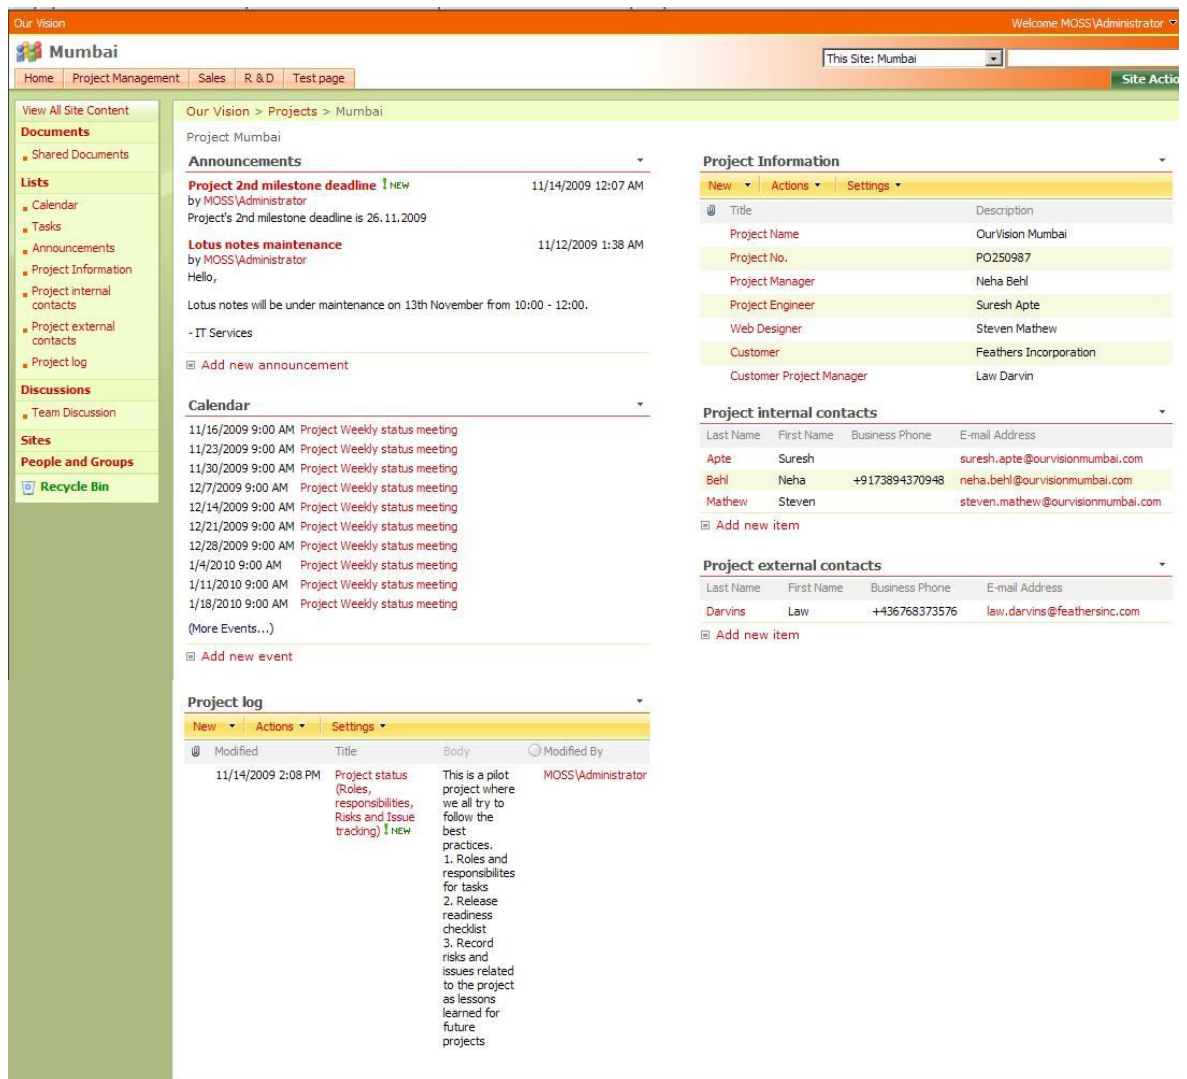 Our Vision
Welcome MOSS\Administrator
Mumbai
This Site: Mumbai
Home Project Management Sales R & D Test page
Site Actio
View All Site Content
Documents
Shared Documents
Lists
Calendar
Tasks
Announcements
Project Information
Project internal
contacts
Project external
contacts
Project log
Discussions
Team Discussion
Sites
People and Groups
Recycle Bin
Our Vision > Projects > Mumbai
Project Mumbai
Announcements
Project 2nd milestone deadline ! NEW 11/14/2009 12:07 AM
by MOSS\Administrator
Project's 2nd milestone deadline is 26.11.2009
Lotus notes maintenance 11/12/2009 1:38 AM
by MOSS\Administrator
Hello,
Lotus notes will be under maintenance on 13th November from 10:00 - 12:00.
- IT Services
Add new announcement
Calendar
11/16/2009 9:00 AM Project Weekly status meeting
11/23/2009 9:00 AM Project Weekly status meeting
11/30/2009 9:00 AM Project Weekly status meeting
12/7/2009 9:00 AM Project Weekly status meeting
12/14/2009 9:00 AM Project Weekly status meeting
12/21/2009 9:00 AM Project Weekly status meeting
12/28/2009 9:00 AM Project Weekly status meeting
1/4/2010 9:00 AM Project Weekly status meeting
1/11/2010 9:00 AM Project Weekly status meeting
1/18/2010 9:00 AM Project Weekly status meeting
(More Events...)
Add new event
Project log
New Actions Settings
Modified Title Body Modified By
11/14/2009 2:08 PM
Project status
(Roles,
responsibilities,
Risks and Issue
tracking) ! NEW
This is a pilot
project where
we all try to
follow the
best
practices.
1. Roles and
responsibilites
for tasks
2. Release
readiness
checklist
3. Record
risks and
issues related
to the project
as lessons
learned for
future
projects
MOSS\Administrator
Project Information
New Actions Settings
Title Description
Project Name OurVision Mumbai
Project No. PO250987
Project Manager Neha Behl
Project Engineer Suresh Apte
Web Designer Steven Mathew
Customer Feathers Incorporation
Customer Project Manager Law Darvin
Project internal contacts
Last Name First Name Business Phone E-mail Address
Apte Suresh suresh.apte@ourvisionmumbai.com
Behl Neha +9173894370948 neha.behl@ourvisionmumbai.com
Mathew Steven steven.mathew@ourvisionmumbai.com
Add new item
Project external contacts
Last Name First Name Business Phone E-mail Address
Darvins Law +436768373576 law.darvins@feathersinc.com
Add new item